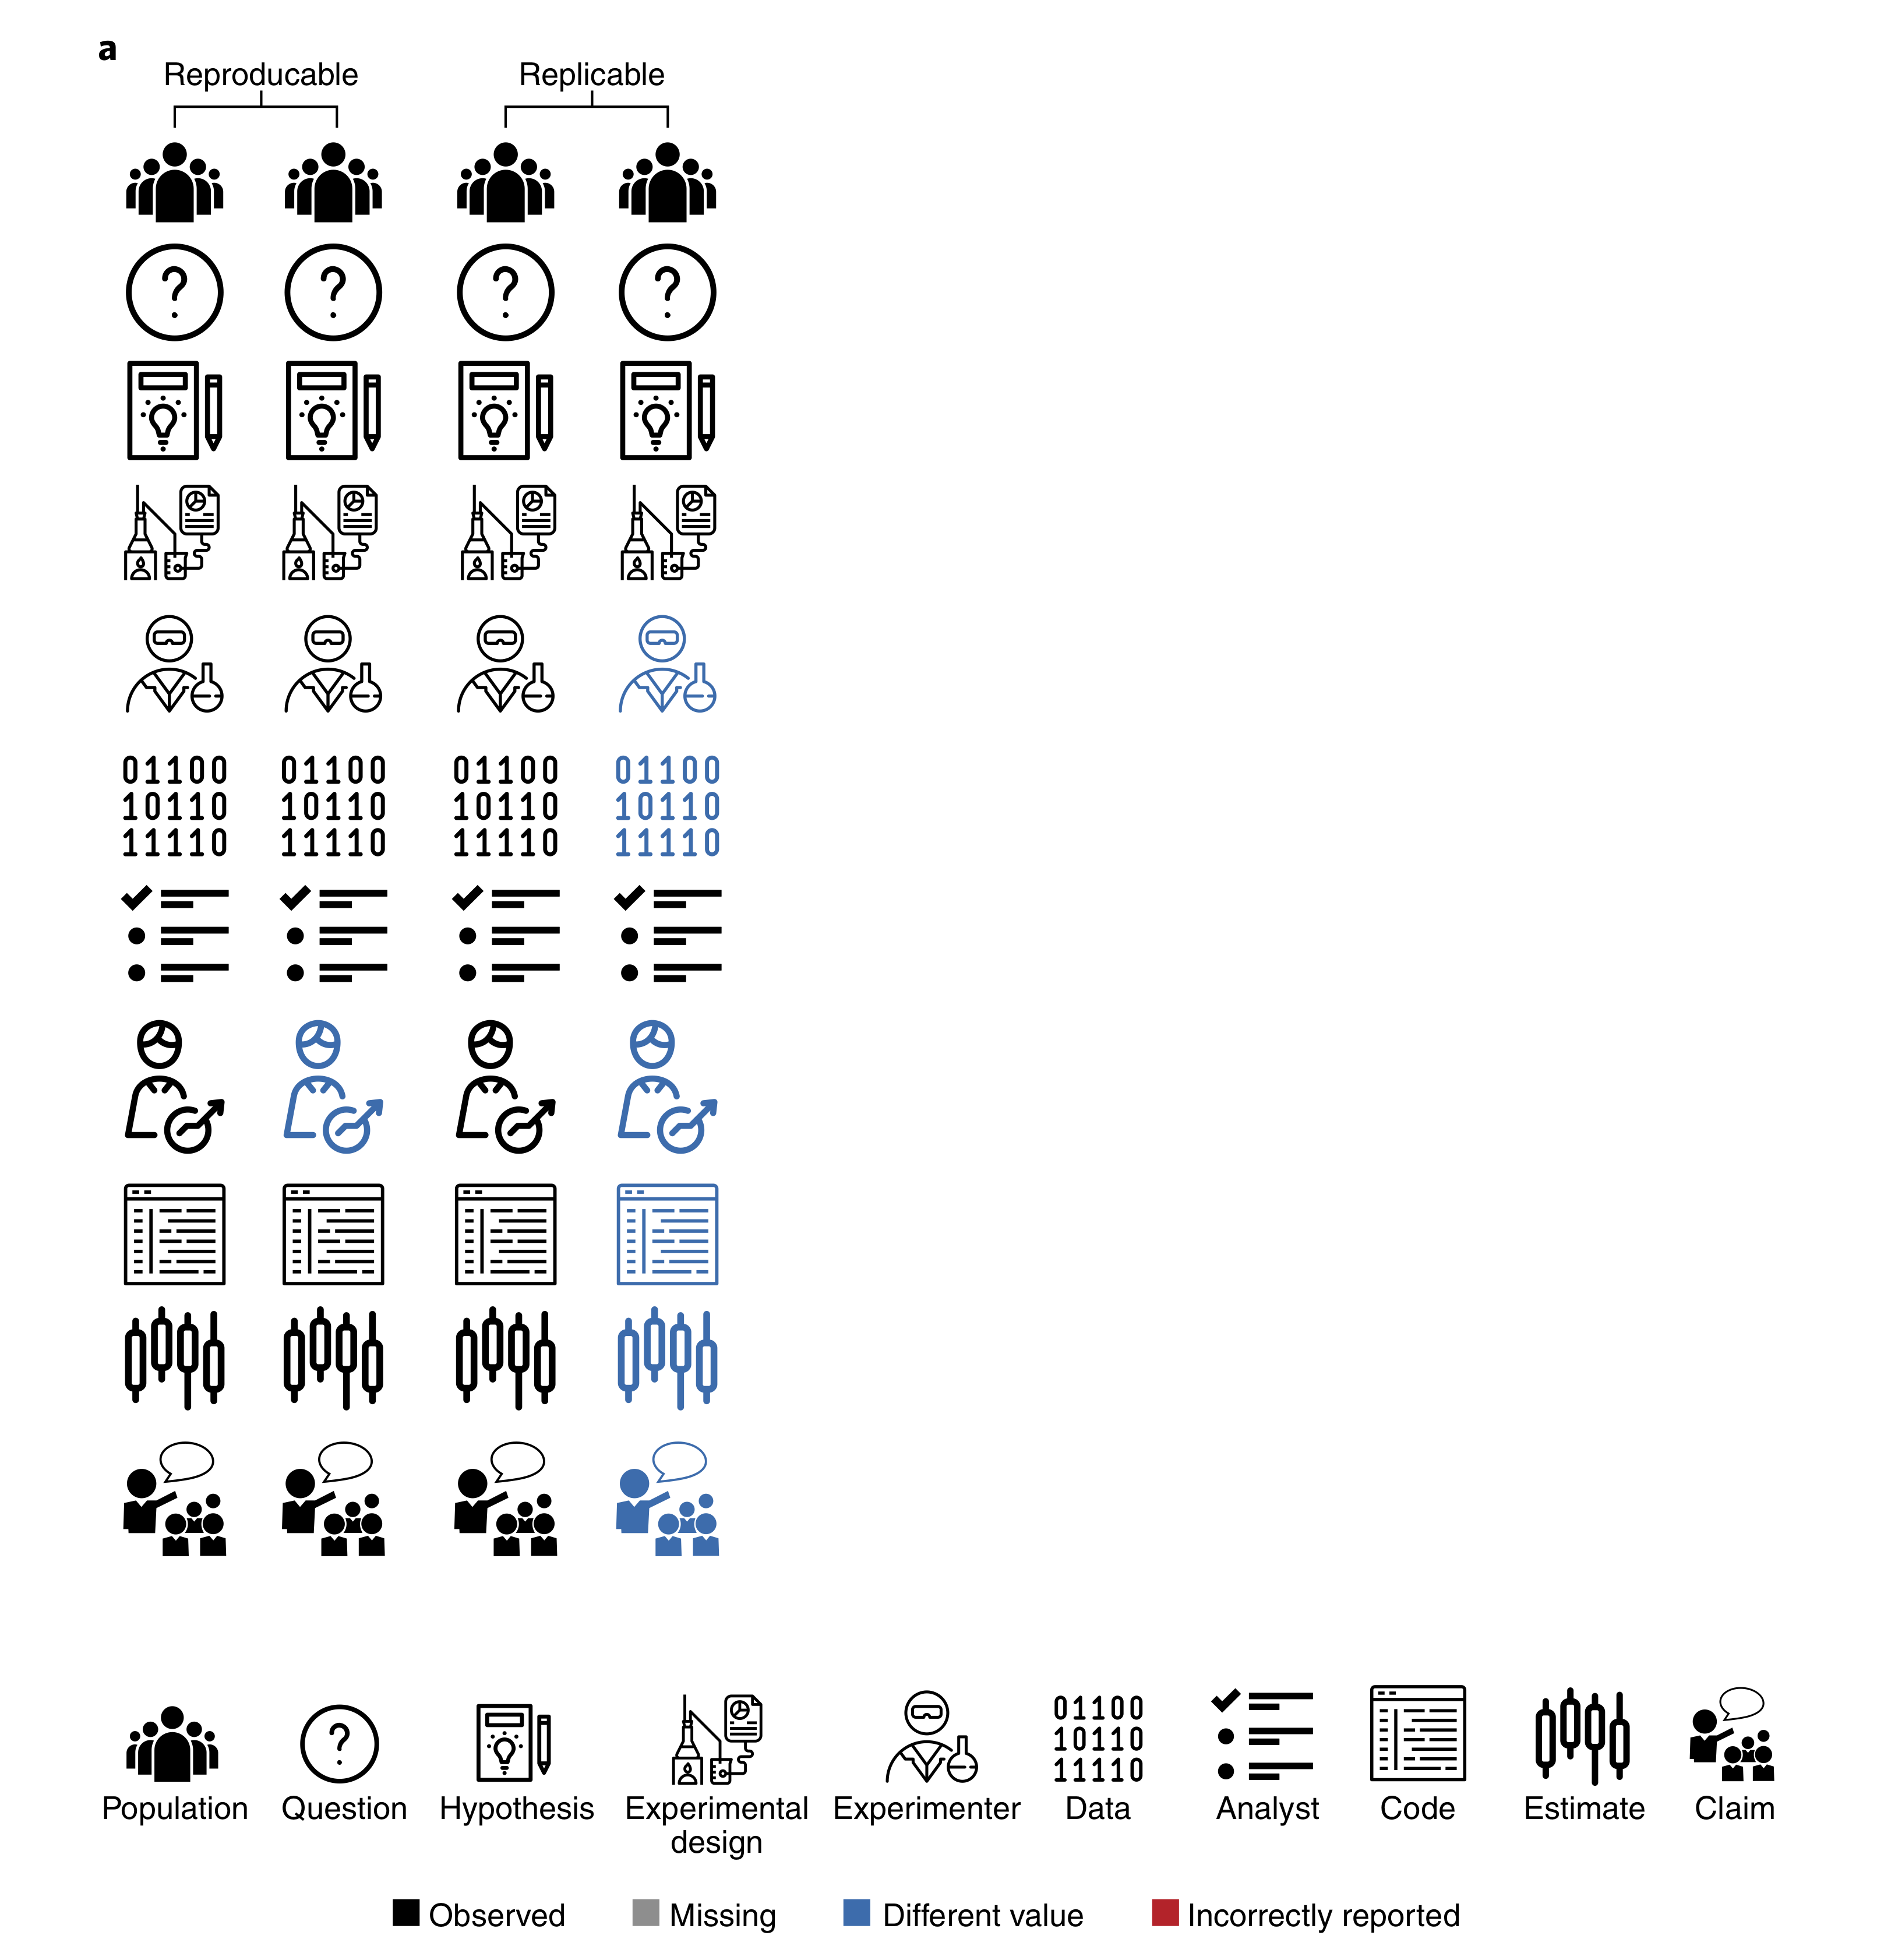 a
Reproducable
Replicable
? ? ? ?
01100 01100 01100 01100
10110 10110 10110 10110
11110 11110 11110 11110
?
01100
10110
11110
Population Question Hypothesis Experimental design Experimenter Data Analyst Code Estimate Claim
Observed Missing Different value Incorrectly reported